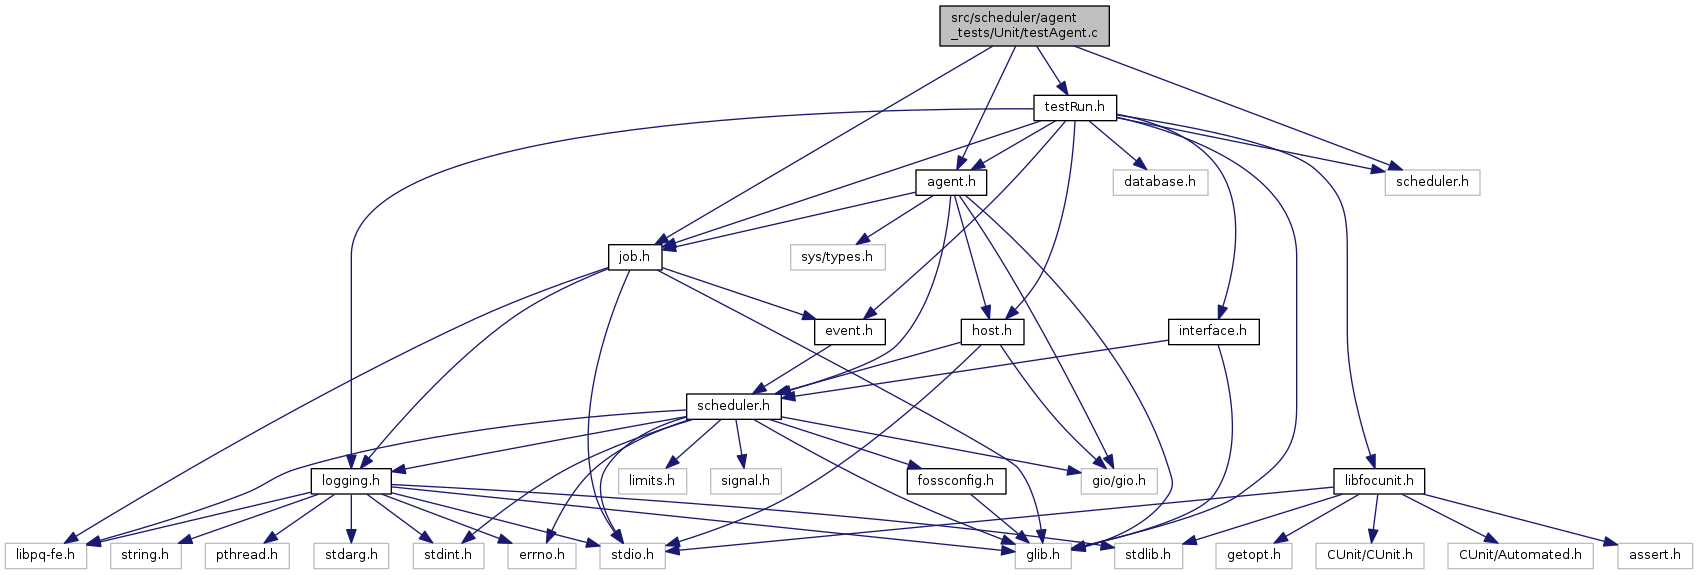 src/scheduler/agent
_tests/Unit/testAgent.c
testRun.h
agent.h
database.h
scheduler.h
job.h
sys/types.h
event.h
host.h
interface.h
scheduler.h
logging.h
limits.h
signal.h
fossconfig.h
gio/gio.h
libfocunit.h
libpq-fe.h
string.h
pthread.h
stdarg.h
stdint.h
errno.h
stdio.h
glib.h
stdlib.h
getopt.h
CUnit/CUnit.h
CUnit/Automated.h
assert.h